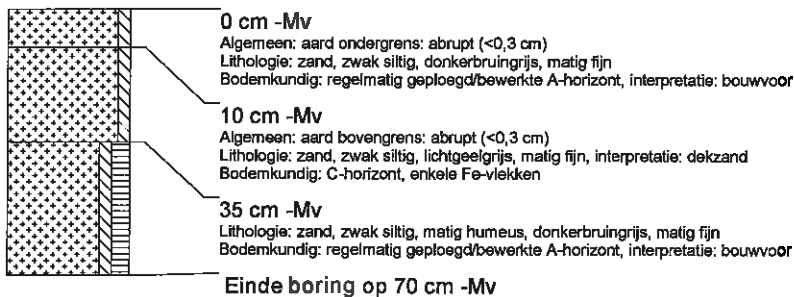 0 cm -Mv
Algemeen: aard ondergrens: abrupt (<0,3 cm)
Lithologie: zand, zwak siltig, donkerbruingrijs, matig fijn
Bodemkundig: regelmatig geploegd/bewerkte A-horizont, interpretatie: bouwvoor
10 cm -Mv
Algemeen: aard bovengrens: abrupt (<0,3 cm)
Lithologie: zand, zwak siltig, lichtgeelgrijs, matig fijn, interpretatie: dekzand
Bodemkundig: C-horizont, enkele Fe-vlekken
35 cm -Mv
Lithologie: zand, zwak siltig, matig humeus, donkerbruingrijs, matig fijn
Bodemkundig: regelmatig geploegd/bewerkte A-horizont, interpretatie: bouwvoor
Einde boring op 70 cm -Mv